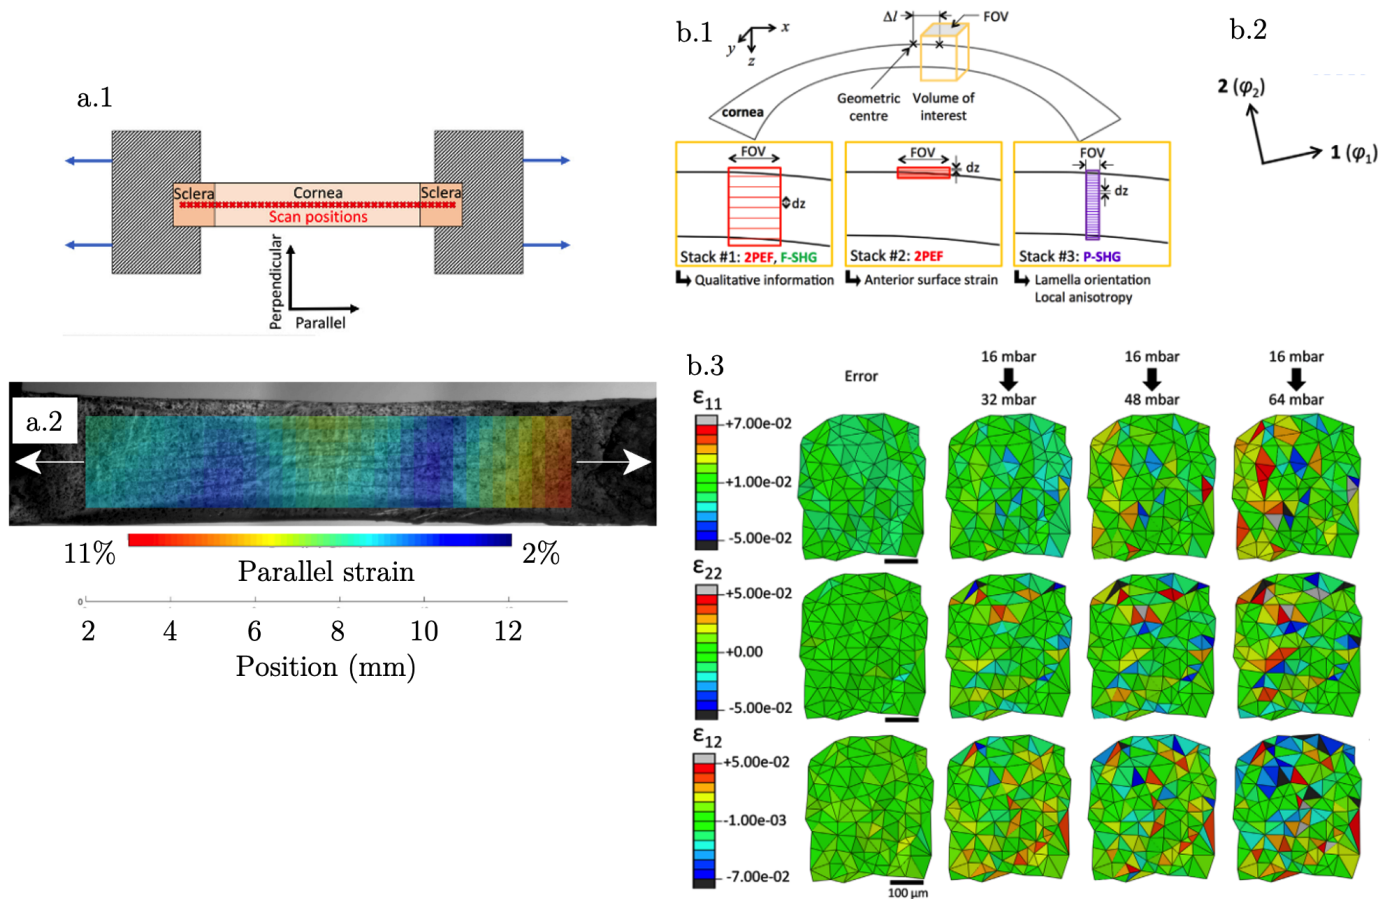 a.1
Sclera
Cornea
Sclera
Scan positions
Perpendicular
Parallel
a.2
11%
2%
Parallel strain
0
2
4
6
8
10
12
Position (mm)
b.1
x
y
z
Δl
FOV
Geometric
centre
Volume of
interest
cornea
FOV
dz
Stack #1: 2PEF, F-SHG
Qualitative information
FOV
dz
Stack #2: 2PEF
Anterior surface strain
FOV
dz
Stack #3: P-SHG
Lamella orientation
Local anisotropy
b.2
2 (φ₂)
1 (φ₁)
b.3
Error
16 mbar
32 mbar
16 mbar
48 mbar
16 mbar
64 mbar
ε₁₁
+7.00e-02
+1.00e-02
-5.00e-02
ε₂₂
+5.00e-02
+0.00
-5.00e-02
ε₁₂
+5.00e-02
-1.00e-03
-7.00e-02
100 μm